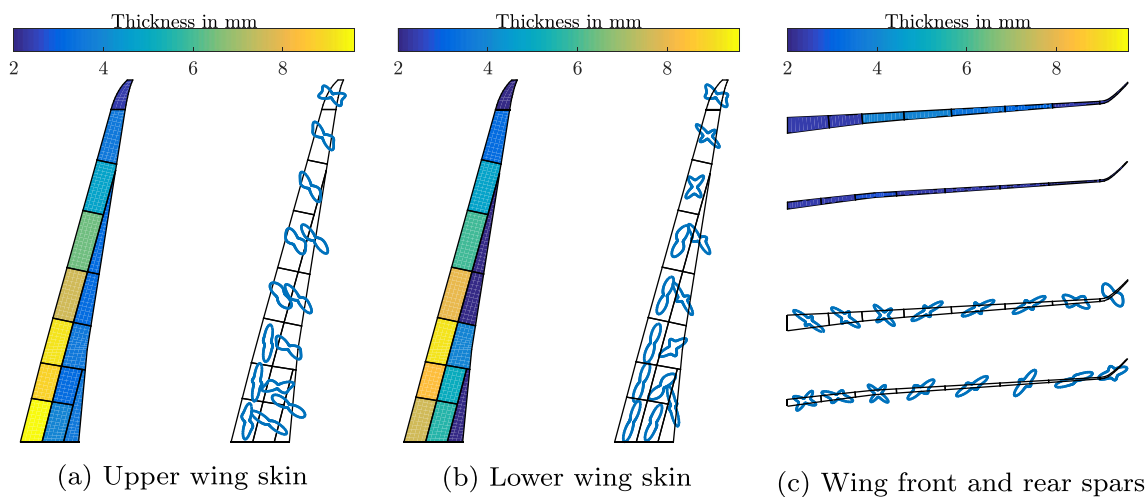 Thickness in mm
2 4 6 8
(a) Upper wing skin
Thickness in mm
2 4 6 8
(b) Lower wing skin
Thickness in mm
2 4 6 8
(c) Wing front and rear spars